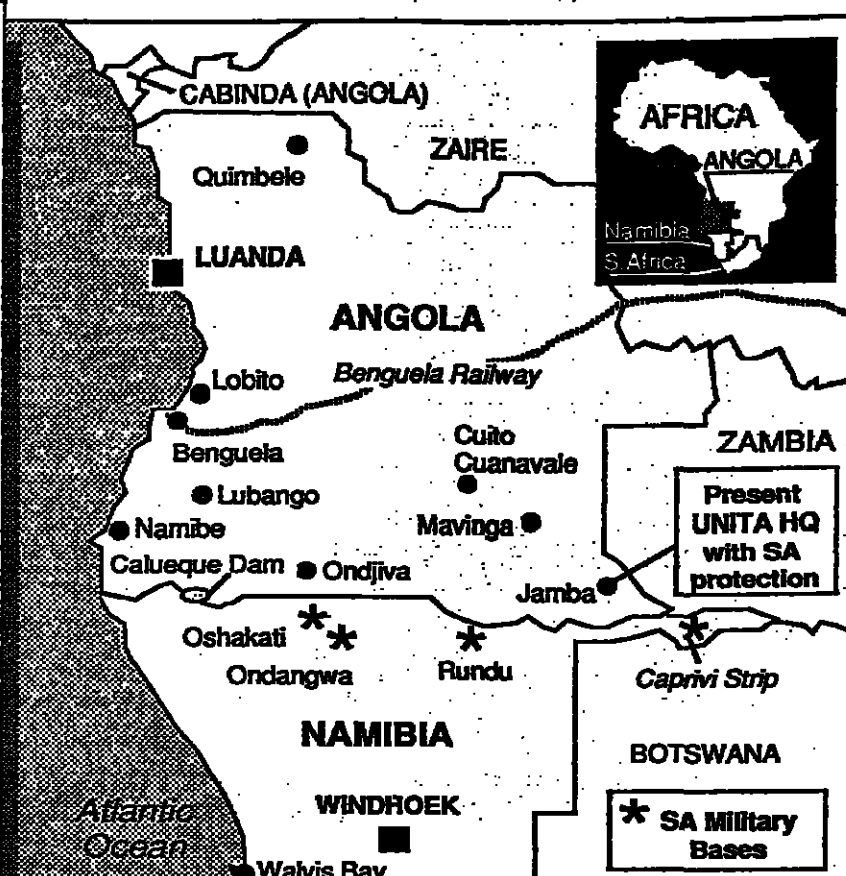 CABINDA (ANGOLA)
AFRICA
ZAIRE
ANGOLA
Quimbele
Namibia
LUANDA
S. Africa
ANGOLA
Lobito
Benguela Railway
Benguela
Cuito
Cuanavale
ZAMBIA
Lubango
Present
UNITA HQ
with SA
protection
Namibe
Mavinga
Calueque Dam
Ondjiva
Jamba
Oshakati
Ondangwa
Rundu
Caprivi Strip
NAMIBIA
BOTSWANA
Atlantic
Ocean
WINDHOEK
* SA Military
Bases
Walvis Bay